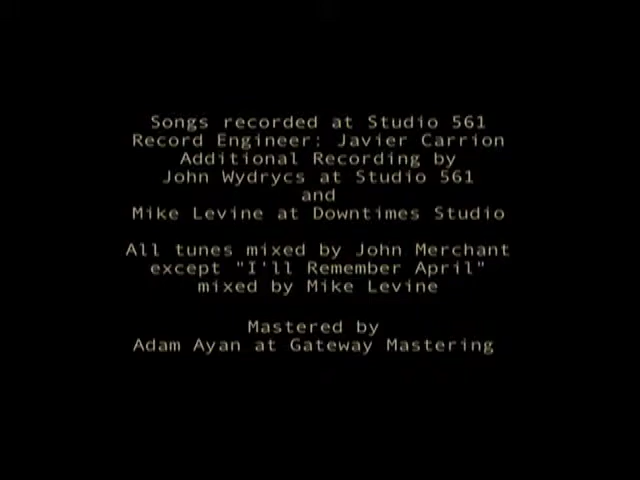 Songs recorded at Studio 561
Record Engineer: Javier Carrion
Additional Recording by
John Wydrycs at Studio 561
and
Mike Levine at Downtimes Studio
All tunes mixed by John Merchant
except "I'll Remember April"
mixed by Mike Levine
Mastered by
Adam Ayan at Gateway Mastering